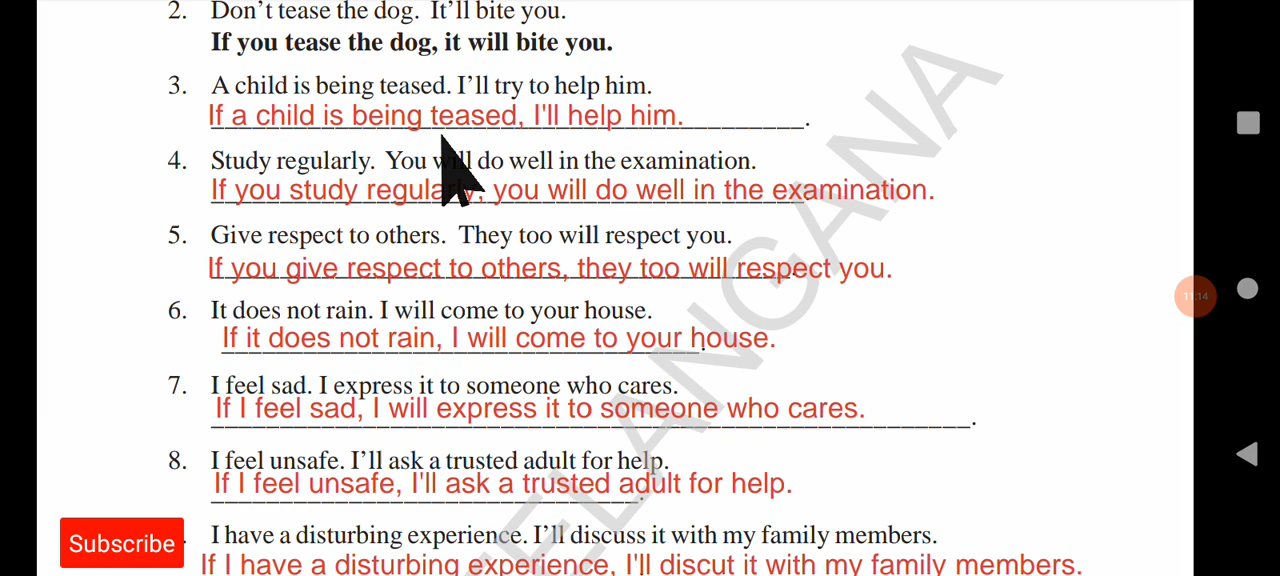 2. Don't tease the dog. It'll bite you.
If you tease the dog, it will bite you.
3. A child is being teased. I'll try to help him.
If a child is being teased, I'll help him.
4. Study regularly. You will do well in the examination.
If you study regularly, you will do well in the examination.
5. Give respect to others. They too will respect you.
If you give respect to others, they too will respect you.
6. It does not rain. I will come to your house.
If it does not rain, I will come to your house.
7. I feel sad. I express it to someone who cares.
If I feel sad, I will express it to someone who cares.
8. I feel unsafe. I'll ask a trusted adult for help.
If I feel unsafe, I'll ask a trusted adult for help.
I have a disturbing experience. I'll discuss it with my family members.
If I have a disturbing experience, I'll discut it with my family members.
Subscribe
11:14
ELANGANA